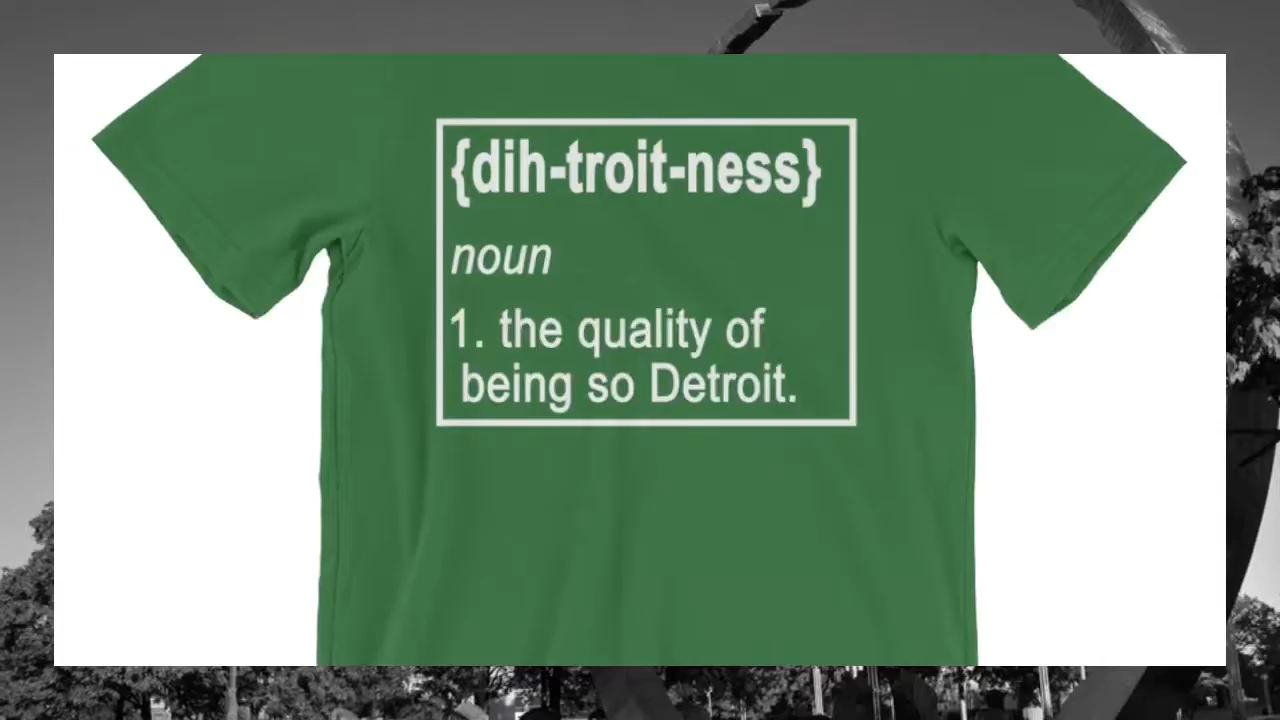 {dih-troit-ness}
noun
1. the quality of
being so Detroit.